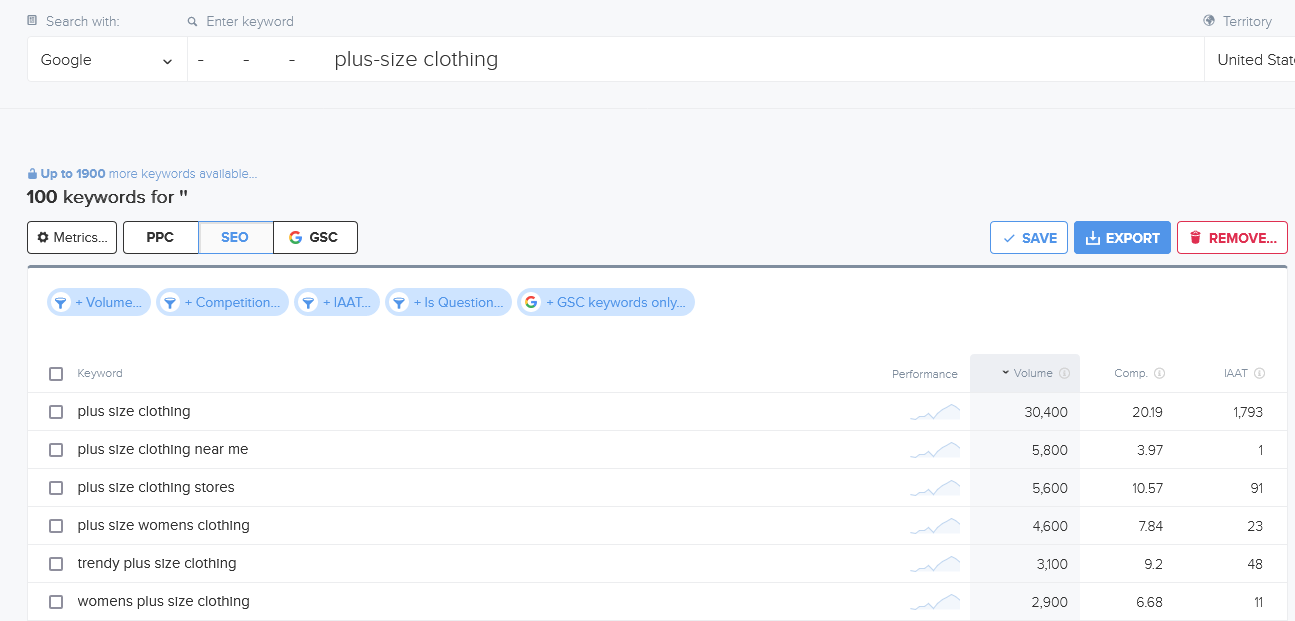 Search with: Enter keyword Territory
Google - - - plus-size clothing United Stat
Up to 1900 more keywords available...
100 keywords for "
Metrics... PPC SEO GSC SAVE EXPORT REMOVE...
+ Volume... + Competition... + IAAT... + Is Question... + GSC keywords only...
Keyword Performance Volume Comp. IAAT
plus size clothing 30,400 20.19 1,793
plus size clothing near me 5,800 3.97 1
plus size clothing stores 5,600 10.57 91
plus size womens clothing 4,600 7.84 23
trendy plus size clothing 3,100 9.2 48
womens plus size clothing 2,900 6.68 11